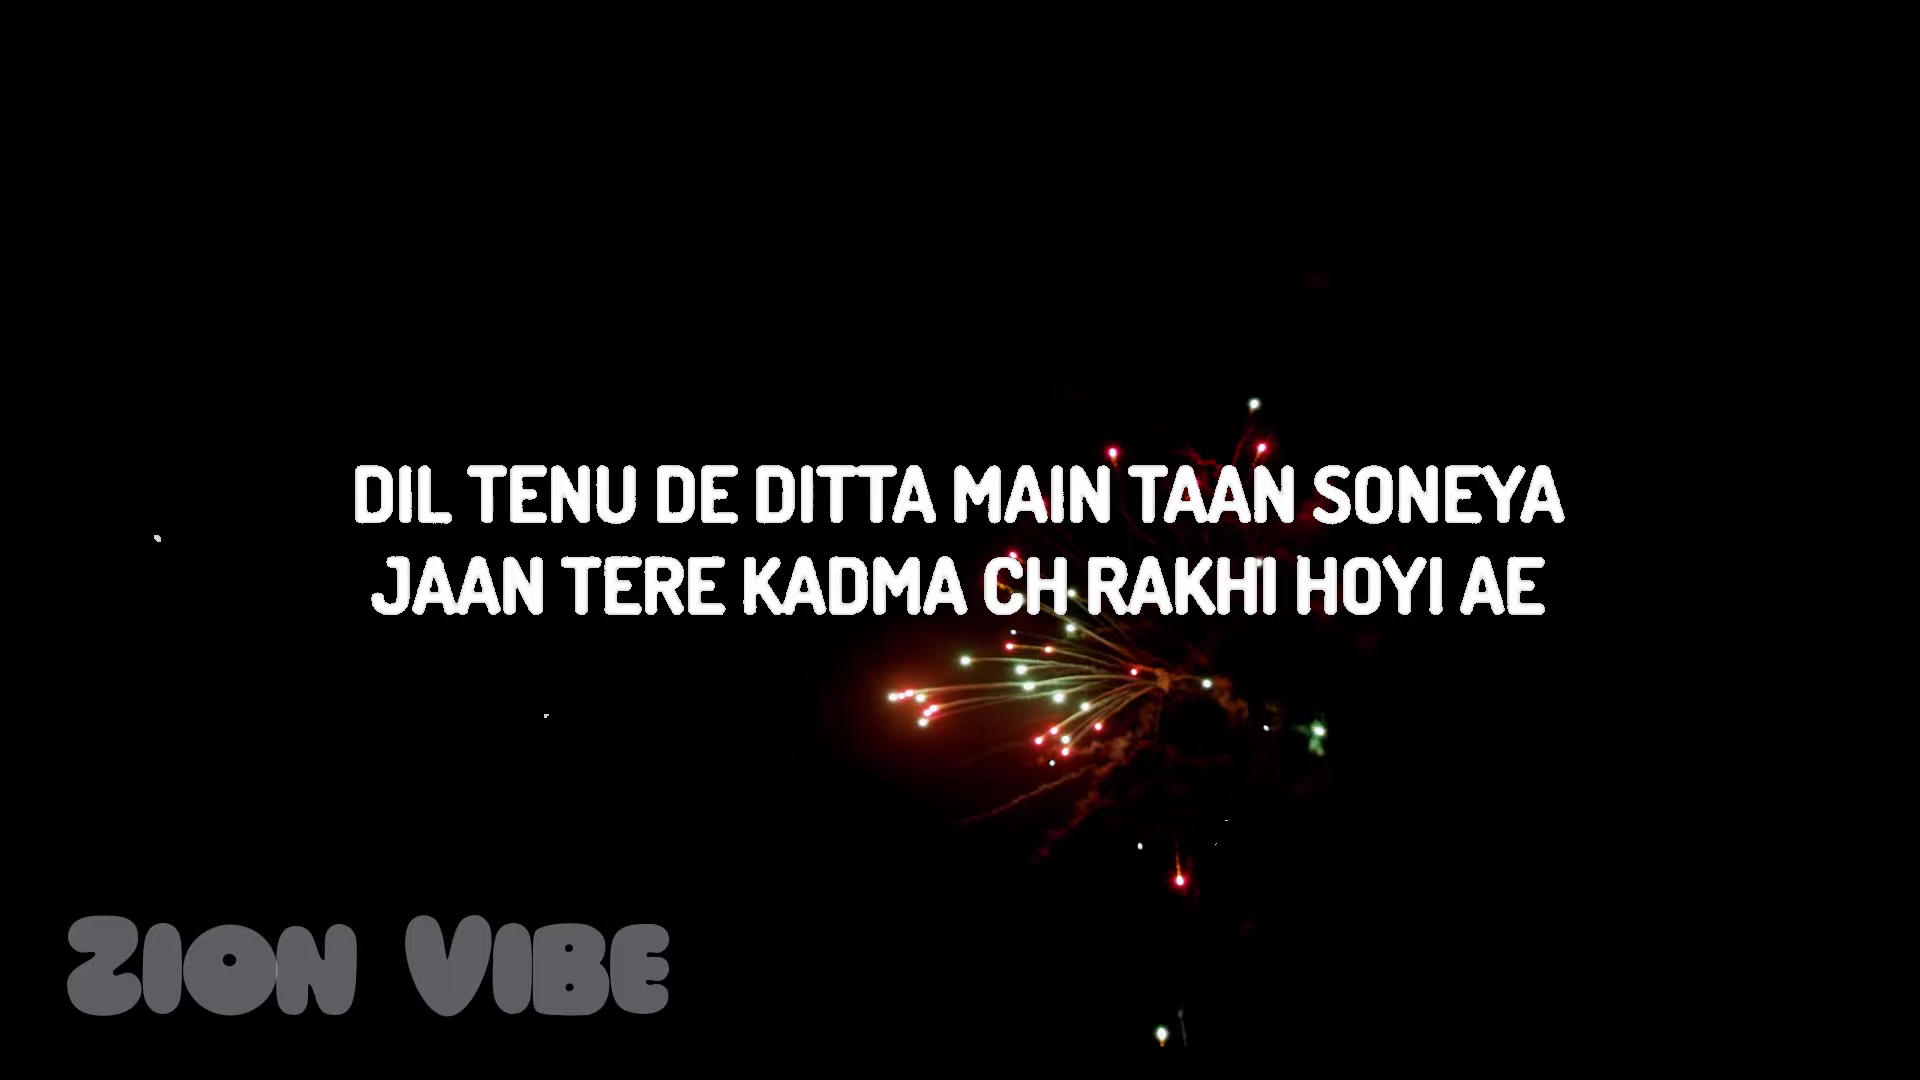 DIL TENU DE DITTA MAIN TAAN SONEYA
JAAN TERE KADMA CH RAKHI HOYI AE
ZION VIBE